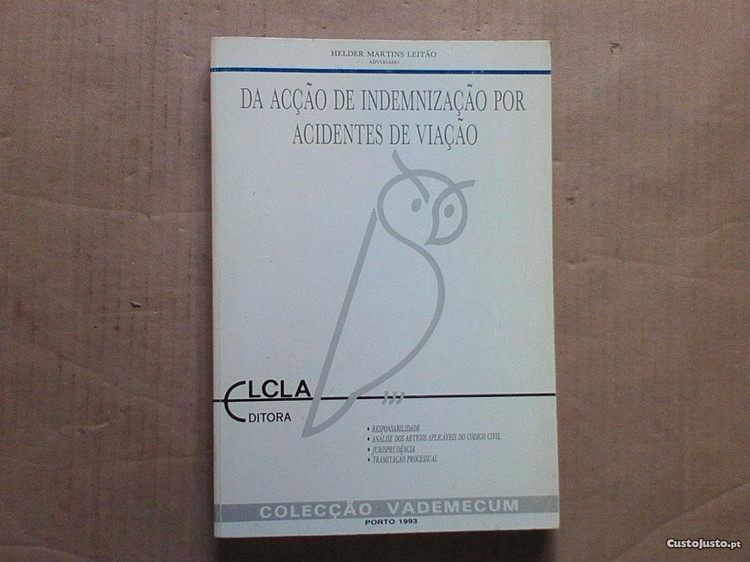 HELDER MARTINS LEITÃO
ADVOGADO
DA ACÇÃO DE INDEMNIZAÇÃO POR
ACIDENTES DE VIAÇÃO
ELCLA
EDITORA
• RESPONSABILIDADE
• ANÁLISE DOS ARTIGOS APLICÁVEIS DO CÓDIGO CIVIL
• JURISPRUDÊNCIA
• TRAMITAÇÃO PROCESSUAL
COLECÇÃO VADEMECUM
PORTO 1993
CustoJusto.pt